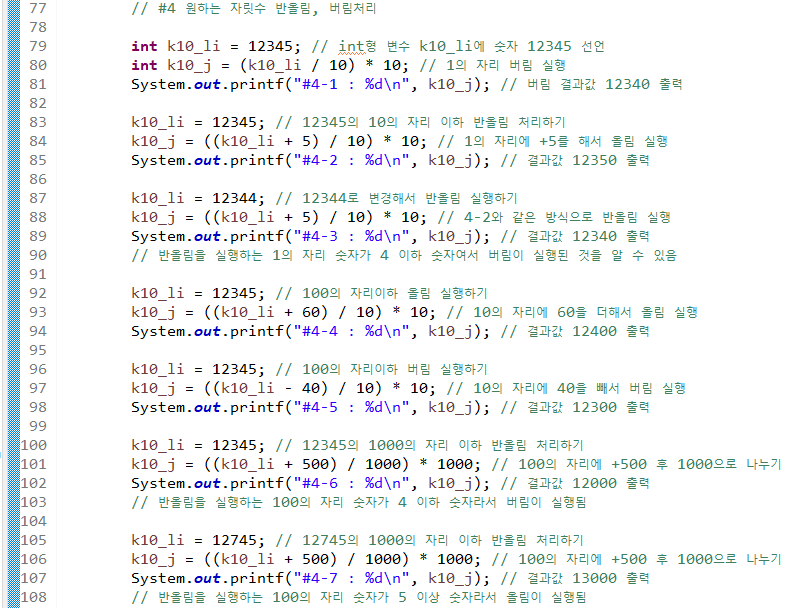 77 // #4 원하는 자릿수 반올림, 버림처리
78
79 int k10_li = 12345; // int형 변수 k10_li에 숫자 12345 선언
80 int k10_j = (k10_li / 10) * 10; // 1의 자리 버림 실행
81 System.out.printf("#4-1 : %d\n", k10_j); // 버림 결과값 12340 출력
82
83 k10_li = 12345; // 12345의 10의 자리 이하 반올림 처리하기
84 k10_j = ((k10_li + 5) / 10) * 10; // 1의 자리에 +5를 해서 올림 실행
85 System.out.printf("#4-2 : %d\n", k10_j); // 결과값 12350 출력
86
87 k10_li = 12344; // 12344로 변경해서 반올림 실행하기
88 k10_j = ((k10_li + 5) / 10) * 10; // 4-2와 같은 방식으로 반올림 실행
89 System.out.printf("#4-3 : %d\n", k10_j); // 결과값 12340 출력
90 // 반올림을 실행하는 1의 자리 숫자가 4 이하 숫자여서 버림이 실행된 것을 알 수 있음
91
92 k10_li = 12345; // 100의 자리이하 올림 실행하기
93 k10_j = ((k10_li + 60) / 10) * 10; // 10의 자리에 60을 더해서 올림 실행
94 System.out.printf("#4-4 : %d\n", k10_j); // 결과값 12400 출력
95
96 k10_li = 12345; // 100의 자리이하 버림 실행하기
97 k10_j = ((k10_li - 40) / 10) * 10; // 10의 자리에 40을 빼서 버림 실행
98 System.out.printf("#4-5 : %d\n", k10_j); // 결과값 12300 출력
99
100 k10_li = 12345; // 12345의 1000의 자리 이하 반올림 처리하기
101 k10_j = ((k10_li + 500) / 1000) * 1000; // 100의 자리에 +500 후 1000으로 나누기
102 System.out.printf("#4-6 : %d\n", k10_j); // 결과값 12000 출력
103 // 반올림을 실행하는 100의 자리 숫자가 4 이하 숫자라서 버림이 실행됨
104
105 k10_li = 12745; // 12745의 1000의 자리 이하 반올림 처리하기
106 k10_j = ((k10_li + 500) / 1000) * 1000; // 100의 자리에 +500 후 1000으로 나누기
107 System.out.printf("#4-7 : %d\n", k10_j); // 결과값 13000 출력
108 // 반올림을 실행하는 100의 자리 숫자가 5 이상 숫자라서 올림이 실행됨